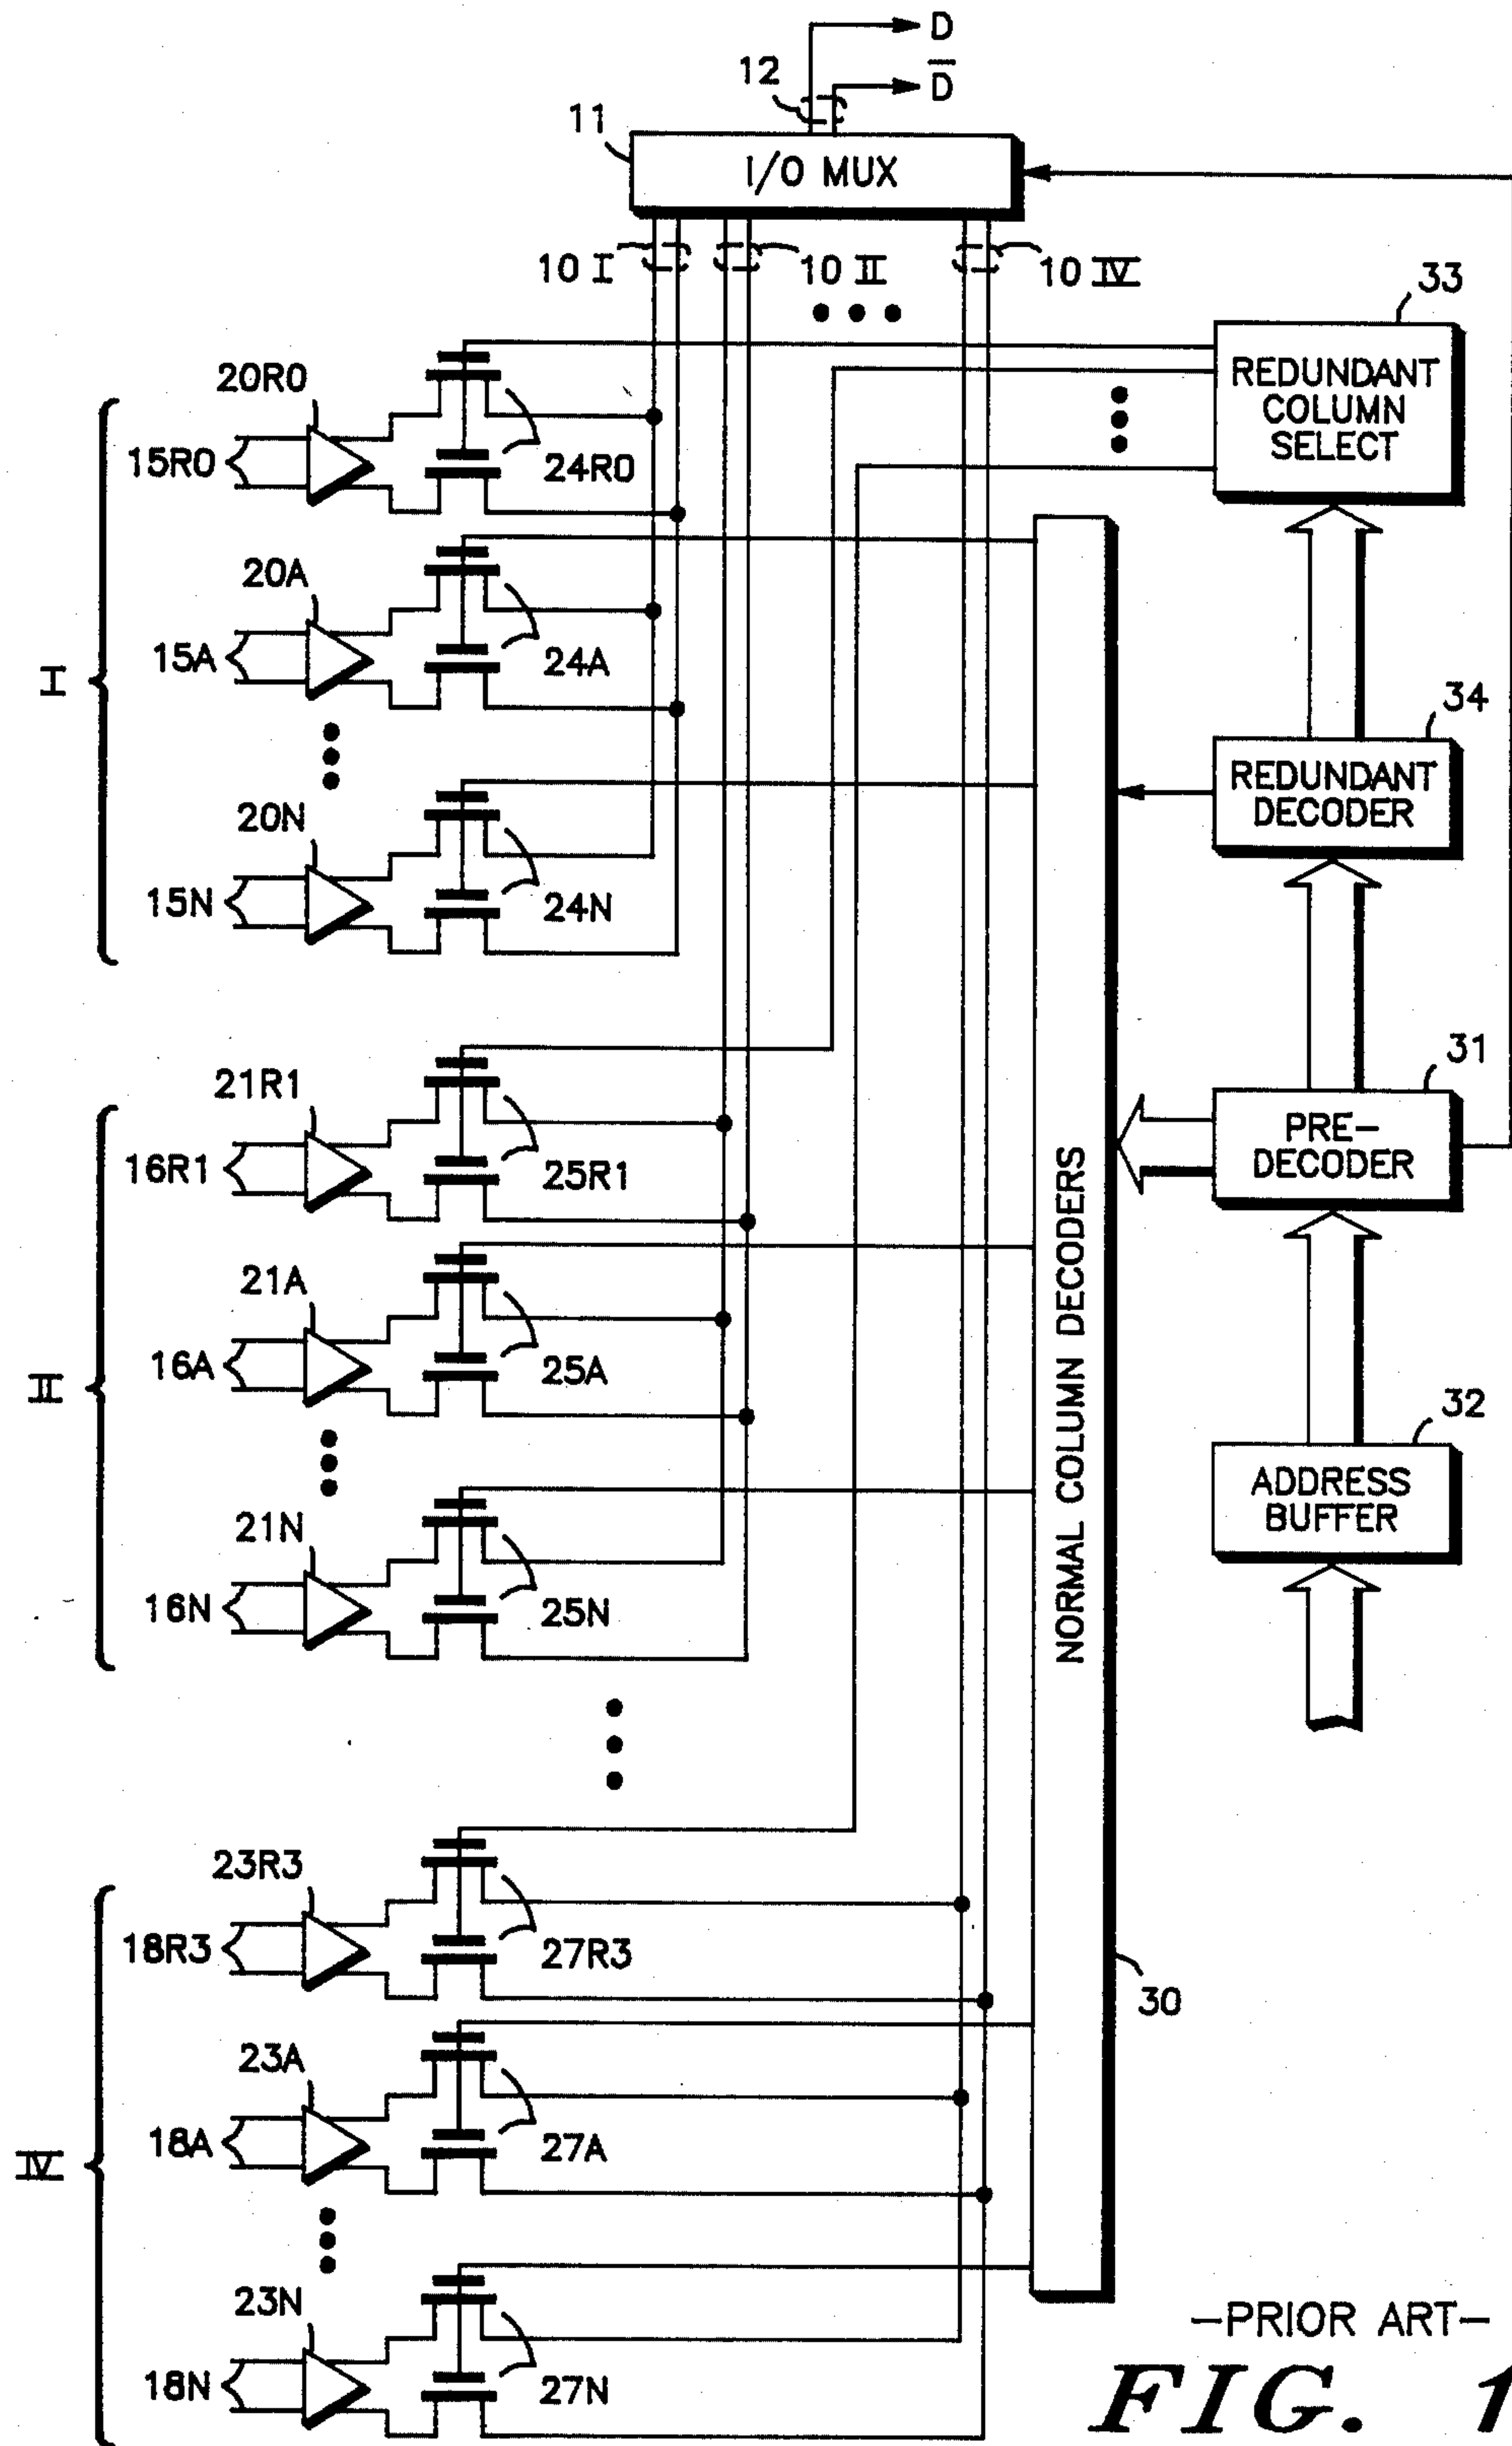 D
D̅
12
11
I/O MUX
10 I
10 II
10 IV
33
REDUNDANT
COLUMN
SELECT
20R0
15R0
24R0
20A
15A
24A
I
34
REDUNDANT
DECODER
20N
15N
24N
31
PRE-
DECODER
21R1
16R1
25R1
NORMAL COLUMN DECODERS
21A
16A
25A
II
32
ADDRESS
BUFFER
21N
16N
25N
23R3
18R3
27R3
30
23A
18A
27A
IV
23N
18N
27N
-PRIOR ART-
FIG. 1